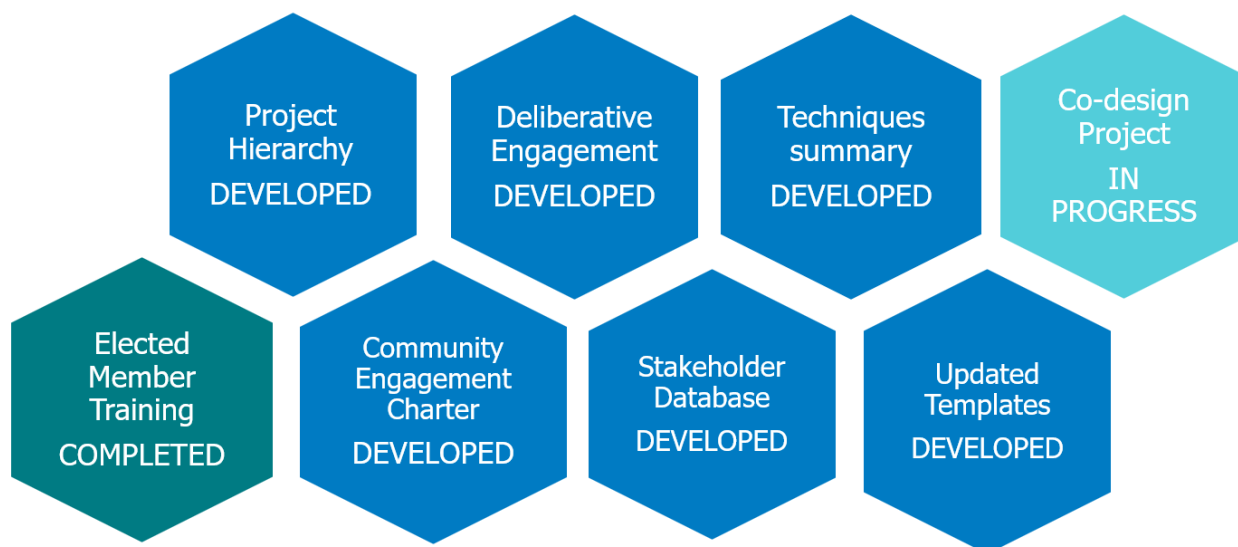 Project
Hierarchy
DEVELOPED
Deliberative
Engagement
DEVELOPED
Techniques
summary
DEVELOPED
Co-design
Project
IN
PROGRESS
Elected
Member
Training
COMPLETED
Community
Engagement
Charter
DEVELOPED
Stakeholder
Database
DEVELOPED
Updated
Templates
DEVELOPED